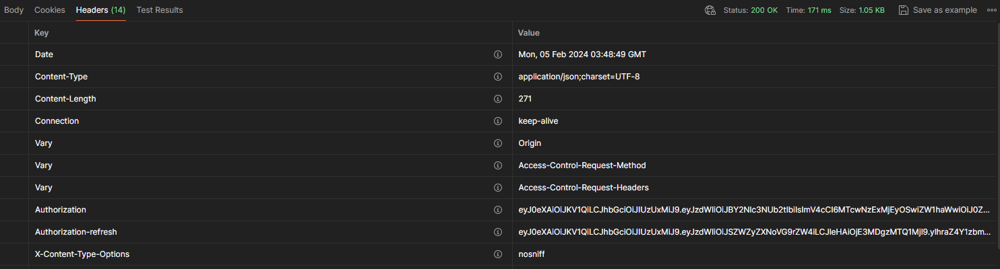 Body Cookies Headers (14) Test Results Status: 200 OK Time: 171 ms Size: 1.05 KB Save as example
Key Value
Date Mon, 05 Feb 2024 03:48:49 GMT
Content-Type application/json;charset=UTF-8
Content-Length 271
Connection keep-alive
Vary Origin
Vary Access-Control-Request-Method
Vary Access-Control-Request-Headers
Authorization eyJ0eXAiOiJKV1QiLCJhbGciOiJIUzUxMiJ9.eyJzdWIiOiJBY2Nlc3NUb2tlbiIsImV4cCI6MTcwNzExMjEyOSwiZW1haWwiOiJ0Z...
Authorization-refresh eyJ0eXAiOiJKV1QiLCJhbGciOiJIUzUxMiJ9.eyJzdWIiOiJSZWZyZXNoVG9rZW4iLCJleHAiOjE3MDgzMTQ1Mjl9.ylhraZ4Y1zbm...
X-Content-Type-Options nosniff